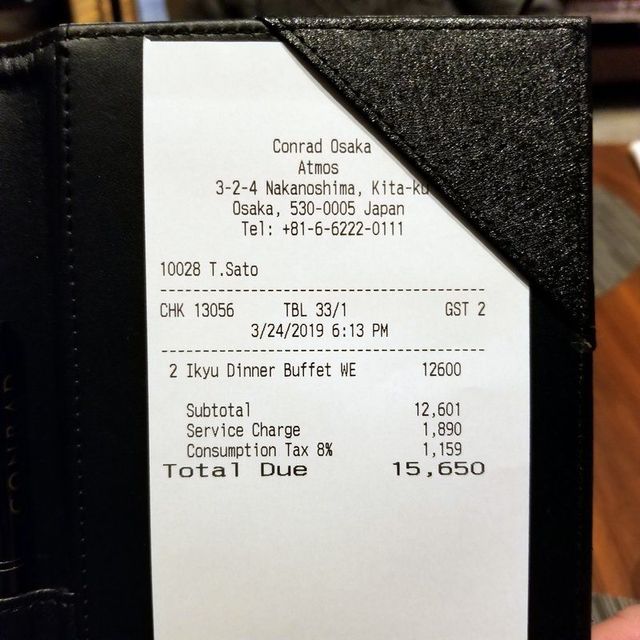 Conrad Osaka
Atmos
3-2-4 Nakanoshima, Kita-ku
Osaka, 530-0005 Japan
Tel: +81-6-6222-0111
10028 T.Sato
CHK 13056 TBL 33/1 GST 2
3/24/2019 6:13 PM
2 Ikyu Dinner Buffet WE 12600
Subtotal 12,601
Service Charge 1,890
Consumption Tax 8% 1,159
Total Due 15,650
CONRAD